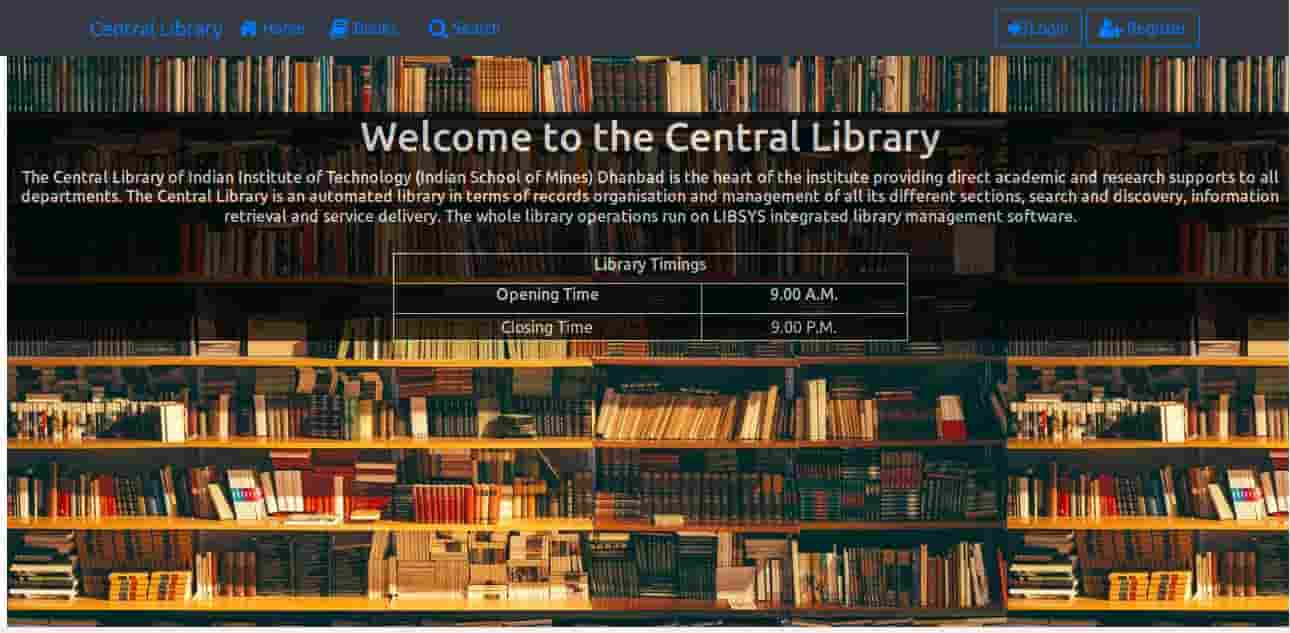 Central Library Home Books Search Login Register
Welcome to the Central Library
The Central Library of Indian Institute of Technology (Indian School of Mines) Dhanbad is the heart of the institute providing direct academic and research supports to all
departments. The Central Library is an automated library in terms of records organisation and management of all its different sections, search and discovery, information
retrieval and service delivery. The whole library operations run on LIBSYS integrated library management software.
Library Timings
Opening Time 9.00 A.M.
Closing Time 9.00 P.M.